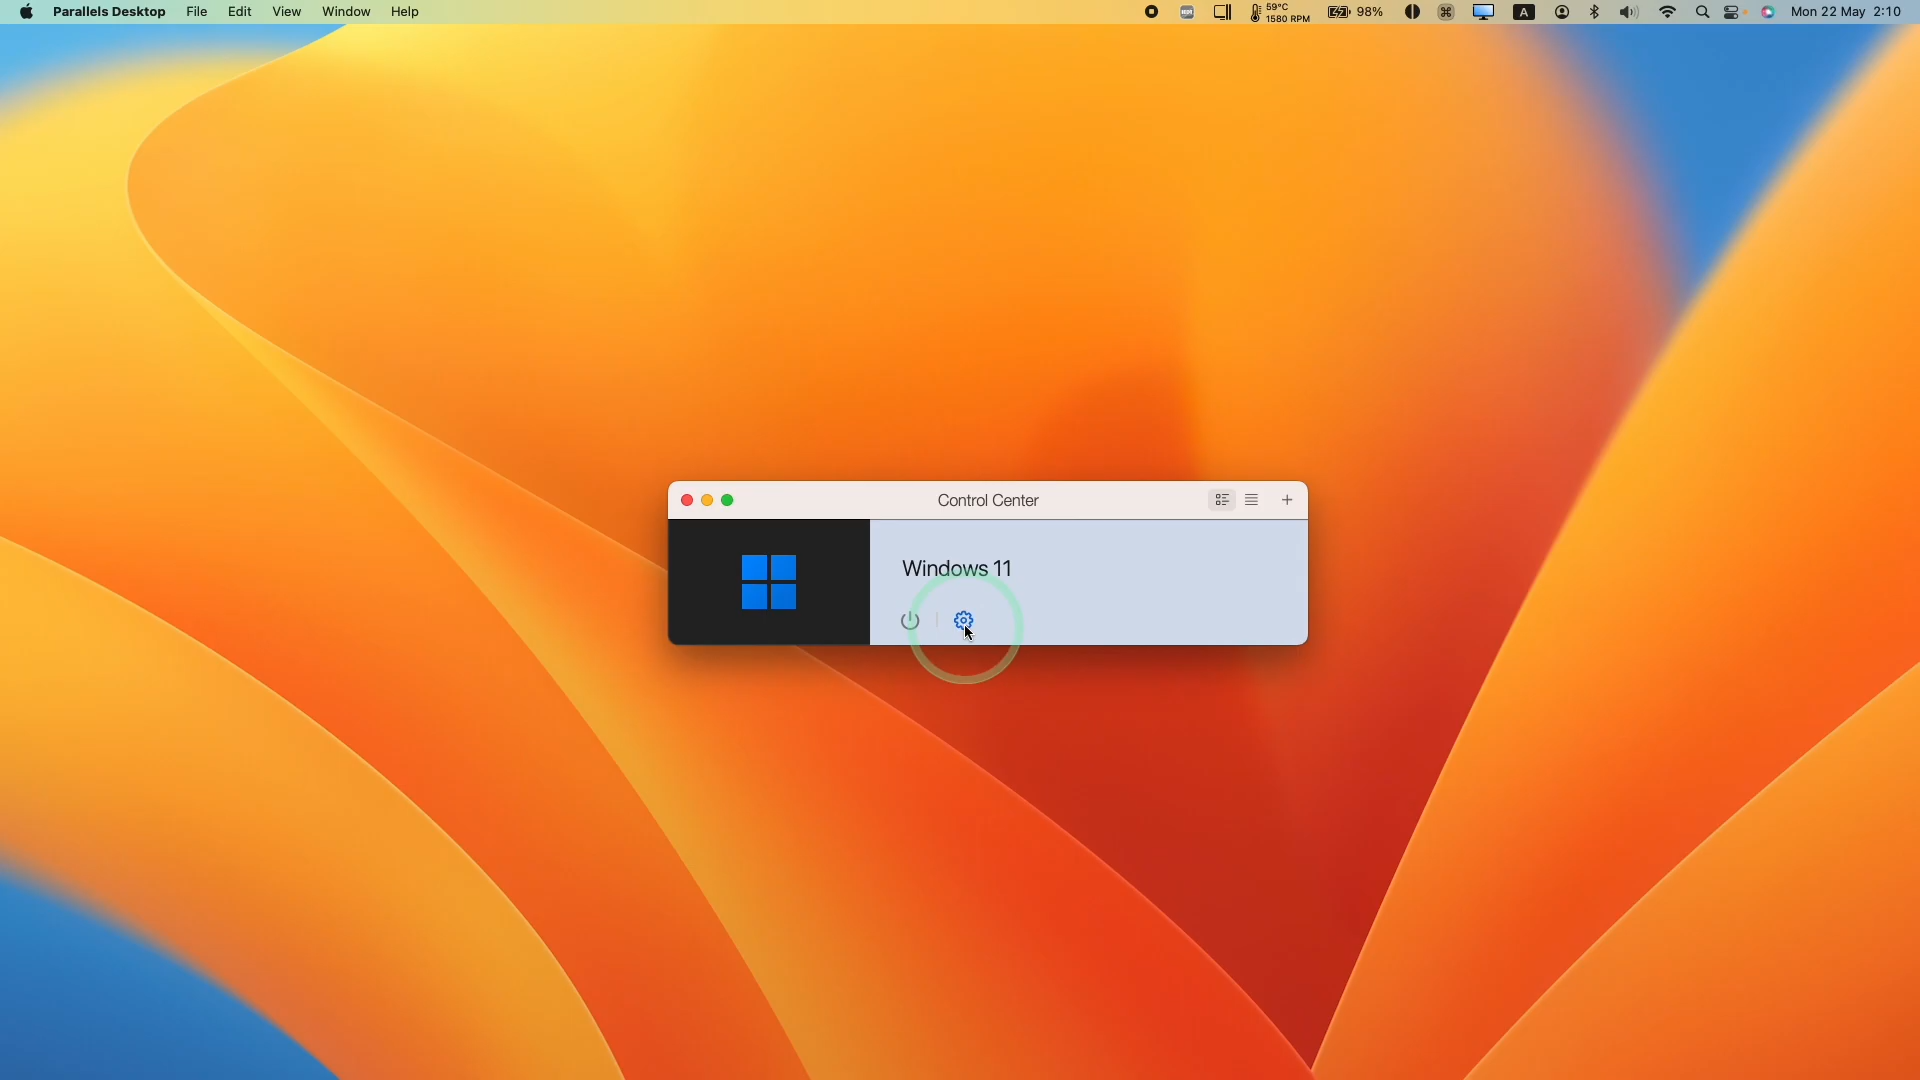 Parallels Desktop File Edit View Window Help 59°C 98% A Mon 22 May 2:10
1580 RPM
Control Center
Windows 11